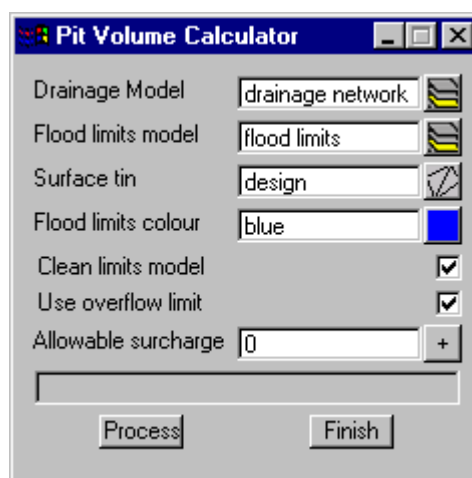 Pit Volume Calculator
Drainage Model drainage network
Flood limits model flood limits
Surface tin design
Flood limits colour blue
Clean limits model
Use overflow limit
Allowable surcharge 0 +
Process Finish